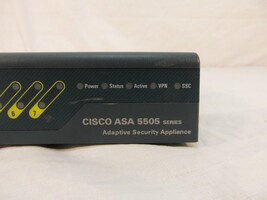 Power Status Active VPN SSC
6 7
CISCO ASA 5505 SERIES
Adaptive Security Appliance